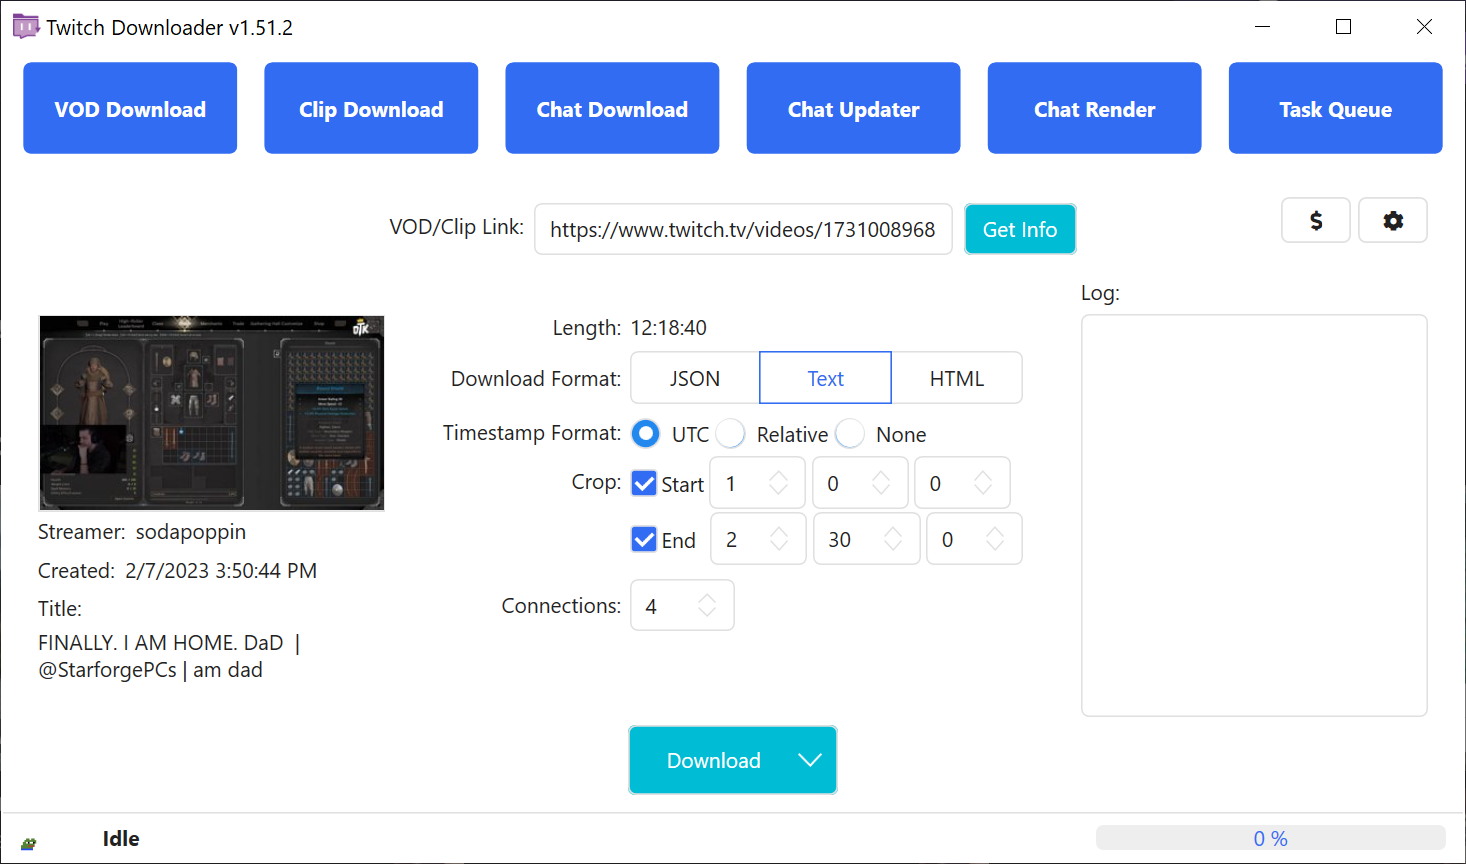 Twitch Downloader v1.51.2
VOD Download
Clip Download
Chat Download
Chat Updater
Chat Render
Task Queue
VOD/Clip Link:
https://www.twitch.tv/videos/1731008968
Get Info
$
Log:
Length: 12:18:40
Download Format: JSON Text HTML
Timestamp Format: UTC Relative None
Crop: Start 1 0 0
End 2 30 0
Connections: 4
DTK
Streamer: sodapoppin
Created: 2/7/2023 3:50:44 PM
Title:
FINALLY. I AM HOME. DaD |
@StarforgePCs | am dad
Download
Idle
0 %